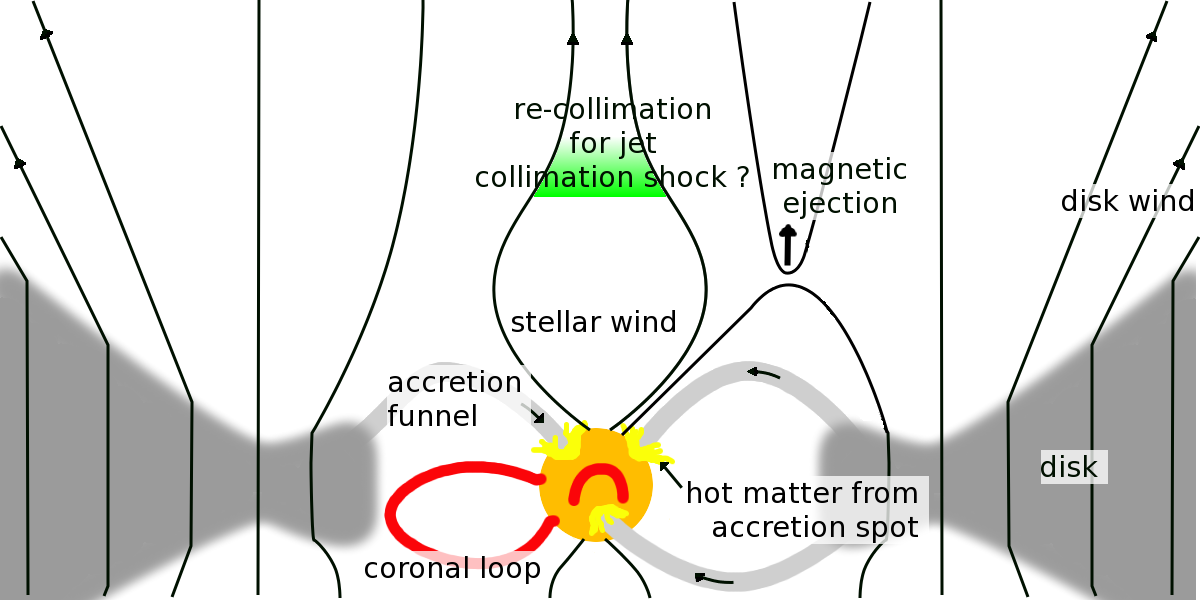 re-collimation
for jet
collimation shock ?
magnetic
ejection
disk wind
stellar wind
accretion
funnel
disk
hot matter from
accretion spot
coronal loop